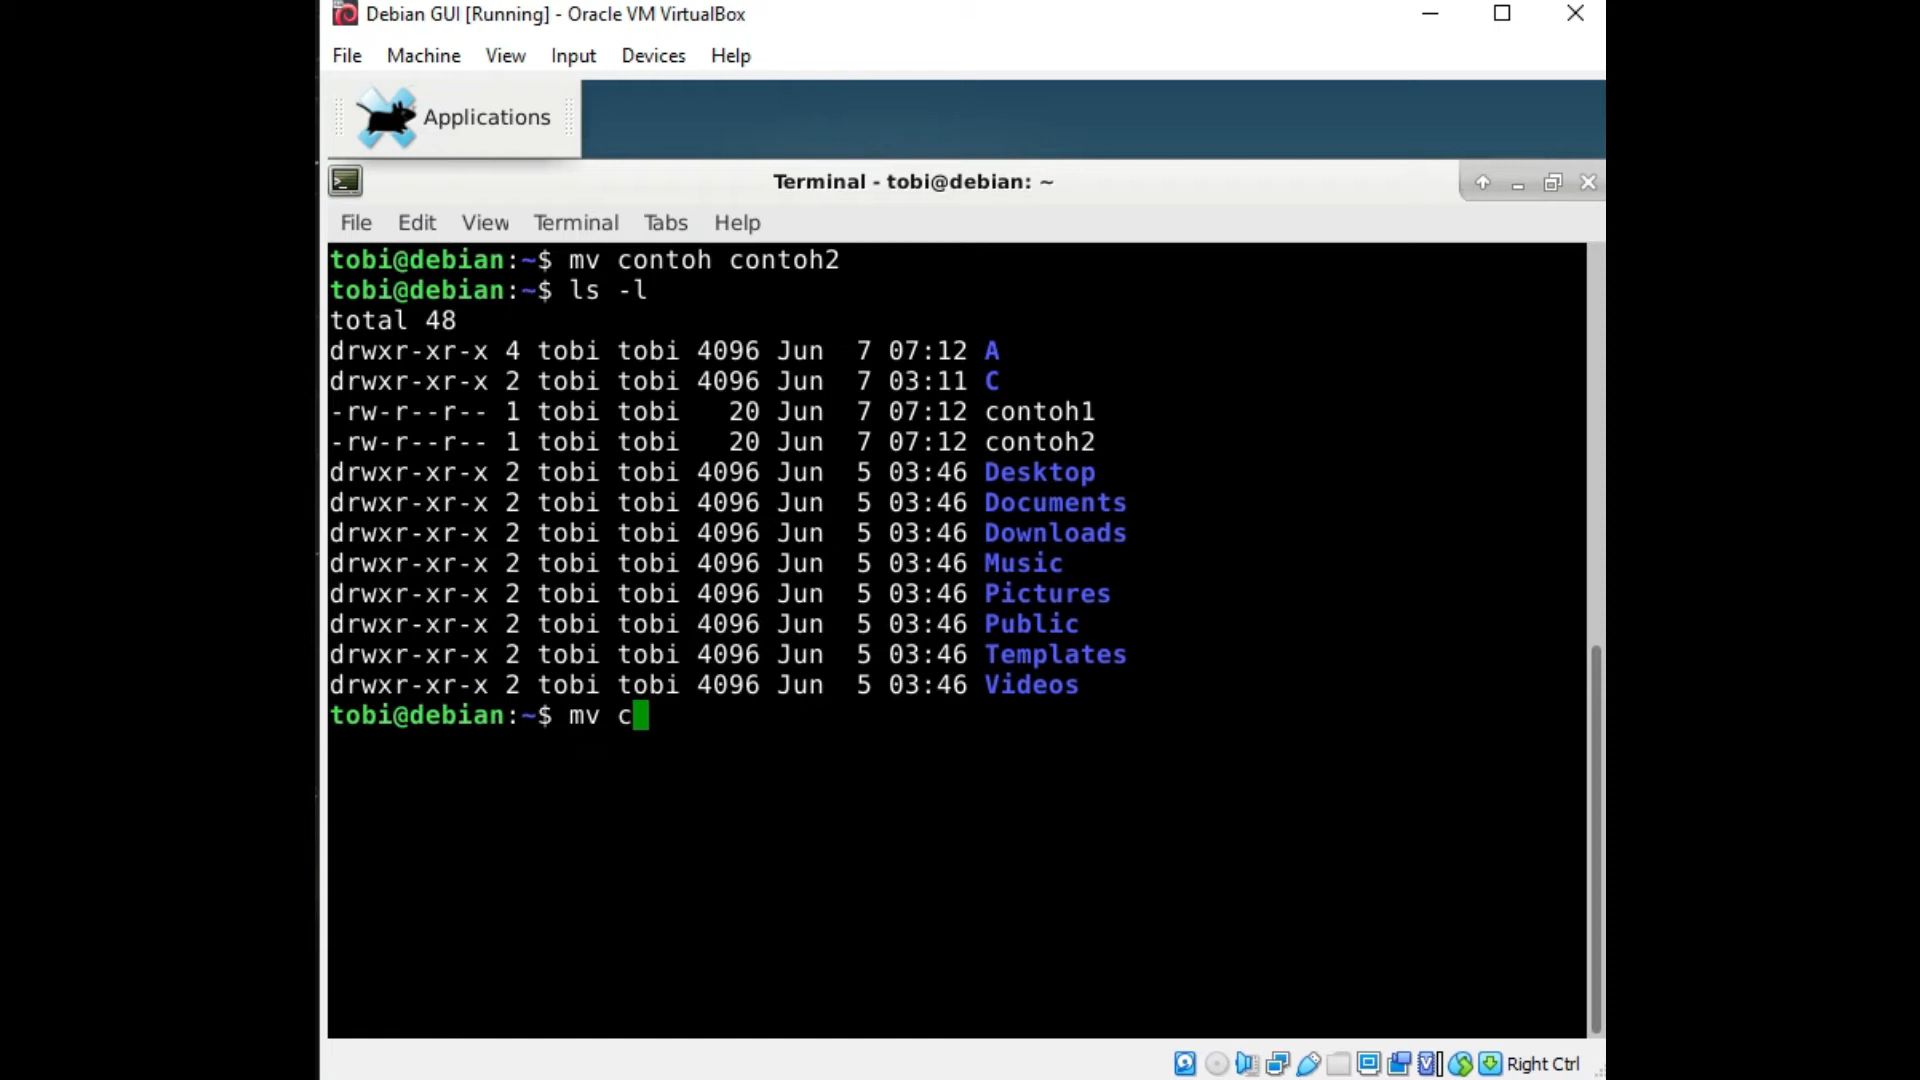 Debian GUI [Running] - Oracle VM VirtualBox
File Machine View Input Devices Help
Applications
Terminal - tobi@debian: ~
File Edit View Terminal Tabs Help
tobi@debian:~$ mv contoh contoh2
tobi@debian:~$ ls -l
total 48
drwxr-xr-x 4 tobi tobi 4096 Jun  7 07:12 A
drwxr-xr-x 2 tobi tobi 4096 Jun  7 03:11 C
-rw-r--r-- 1 tobi tobi   20 Jun  7 07:12 contoh1
-rw-r--r-- 1 tobi tobi   20 Jun  7 07:12 contoh2
drwxr-xr-x 2 tobi tobi 4096 Jun  5 03:46 Desktop
drwxr-xr-x 2 tobi tobi 4096 Jun  5 03:46 Documents
drwxr-xr-x 2 tobi tobi 4096 Jun  5 03:46 Downloads
drwxr-xr-x 2 tobi tobi 4096 Jun  5 03:46 Music
drwxr-xr-x 2 tobi tobi 4096 Jun  5 03:46 Pictures
drwxr-xr-x 2 tobi tobi 4096 Jun  5 03:46 Public
drwxr-xr-x 2 tobi tobi 4096 Jun  5 03:46 Templates
drwxr-xr-x 2 tobi tobi 4096 Jun  5 03:46 Videos
tobi@debian:~$ mv c
Right Ctrl